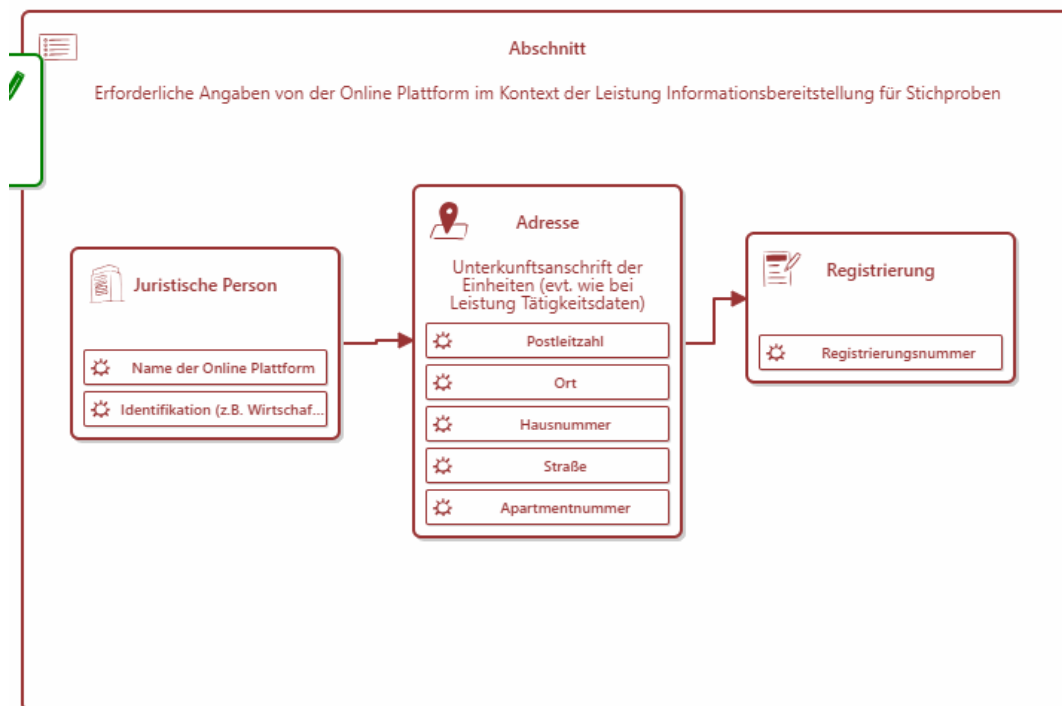 Abschnitt
Erforderliche Angaben von der Online Plattform im Kontext der Leistung Informationsbereitstellung für Stichproben
Juristische Person
Name der Online Plattform
Identifikation (z.B. Wirtschaf...
Adresse
Unterkunftsanschrift der
Einheiten (evt. wie bei
Leistung Tätigkeitsdaten)
Postleitzahl
Ort
Hausnummer
Straße
Apartmentnummer
Registrierung
Registrierungsnummer